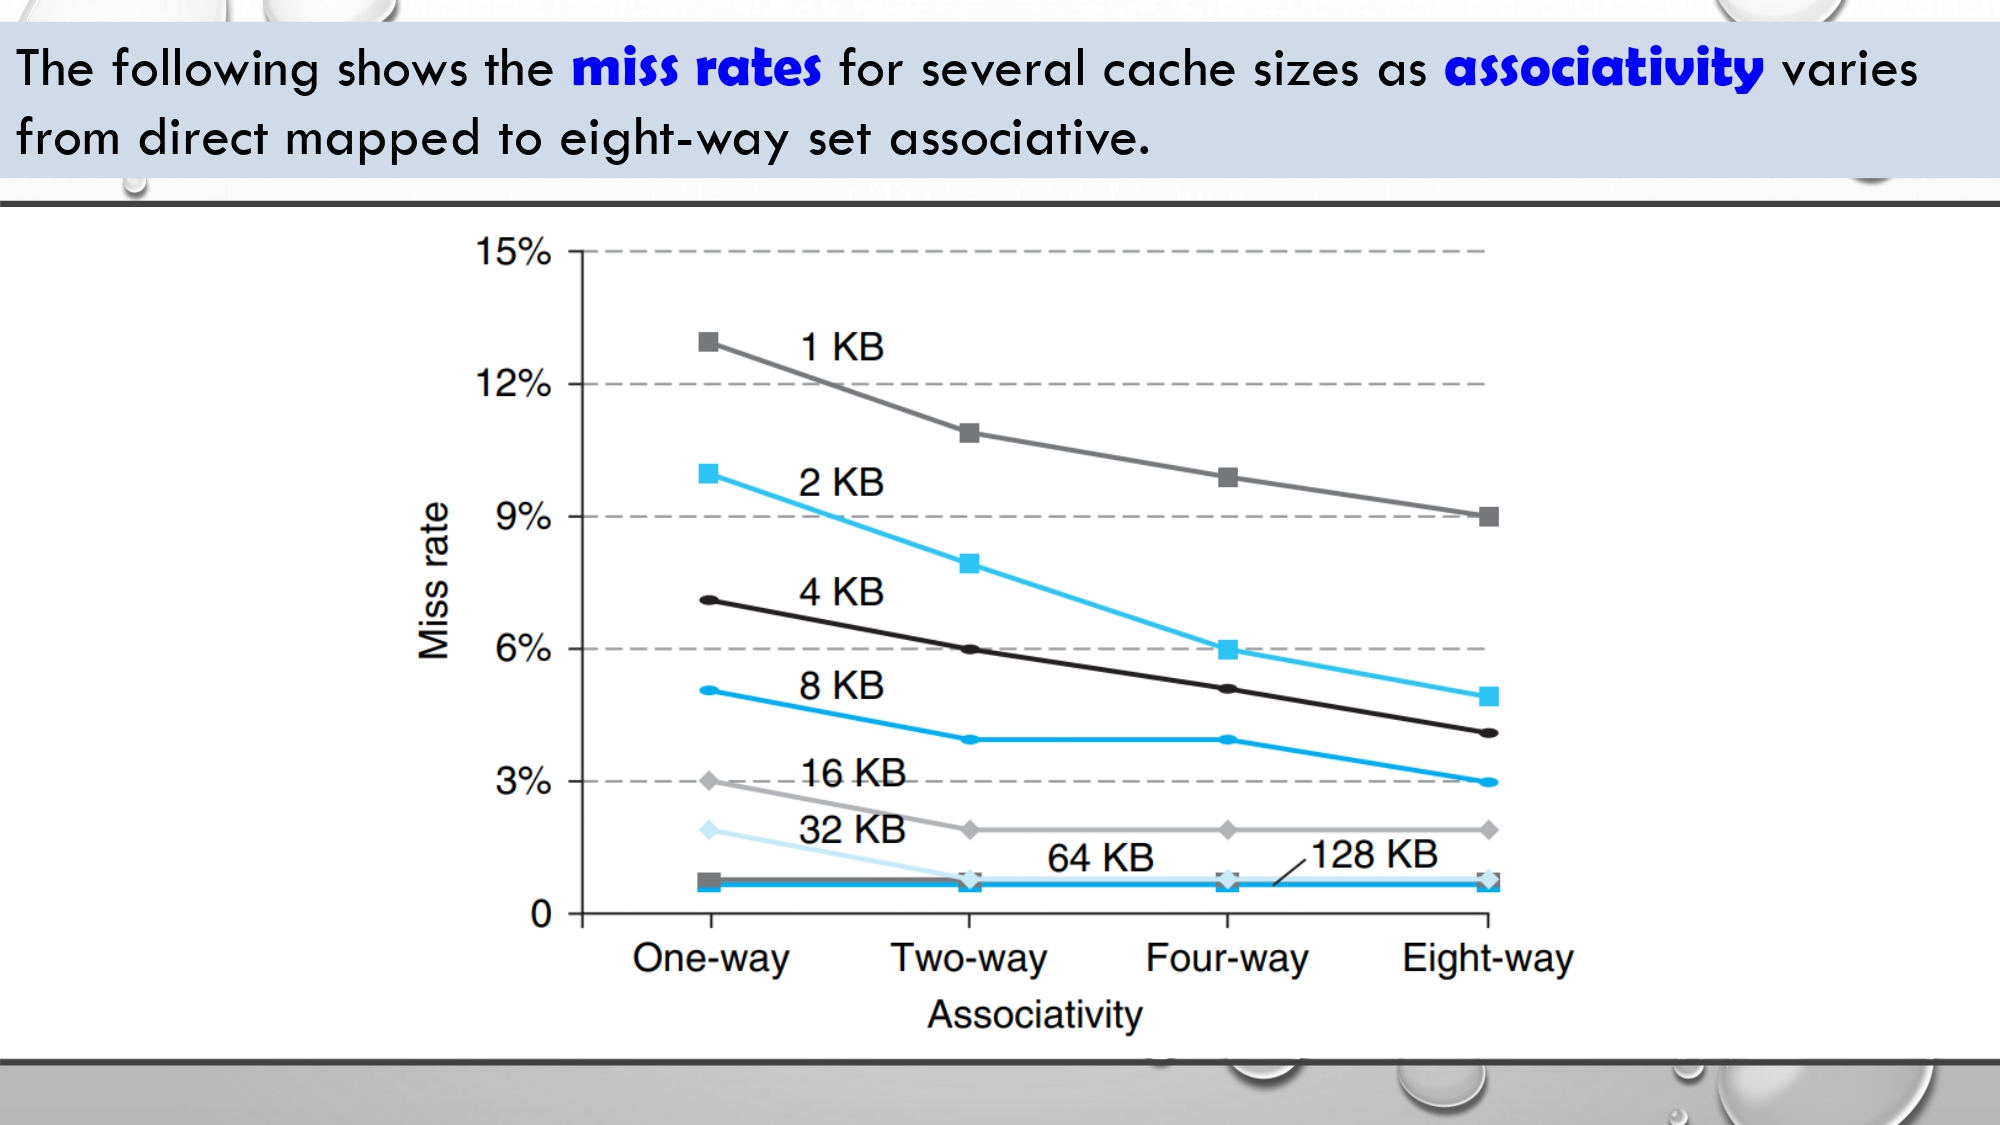 The following shows the miss rates for several cache sizes as associativity varies
from direct mapped to eight-way set associative.
15%
1 KB
12%
2 KB
9%
Miss rate
4 KB
6%
8 KB
3%
16 KB
32 KB
64 KB
128 KB
0
One-way Two-way Four-way Eight-way
Associativity